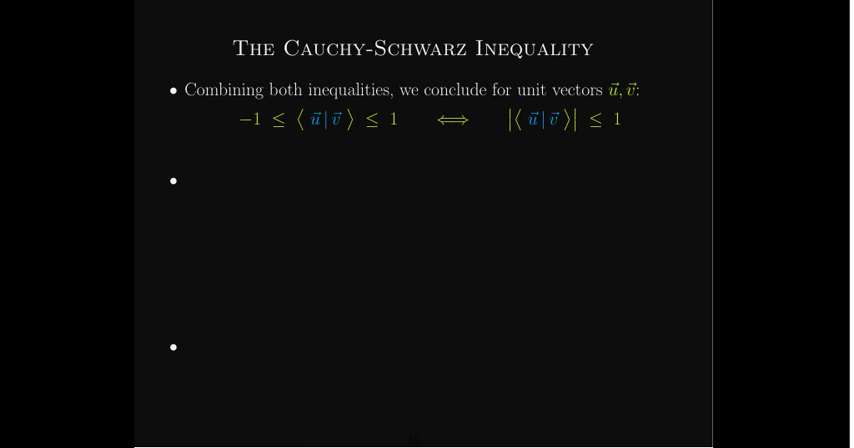 The Cauchy-Schwarz Inequality
• Combining both inequalities, we conclude for unit vectors u⃗, v⃗:
−1 ≤ ⟨ u⃗ | v⃗ ⟩ ≤ 1 ⟺ |⟨ u⃗ | v⃗ ⟩| ≤ 1
•
•